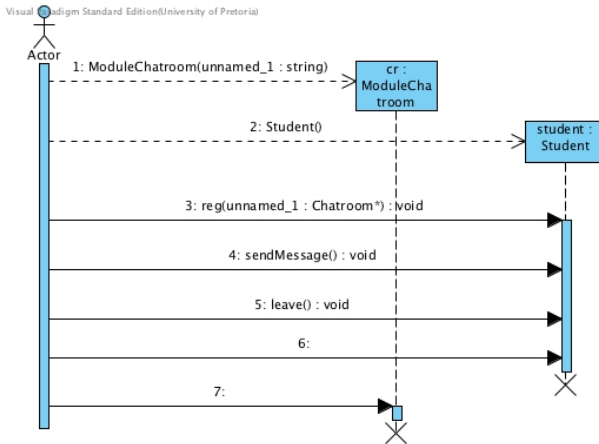 Visual Paradigm Standard Edition(University of Pretoria)
Actor
1: ModuleChatroom(unnamed_1 : string)
cr :
ModuleCha
troom
2: Student()
student :
Student
3: reg(unnamed_1 : Chatroom*) : void
4: sendMessage() : void
5: leave() : void
6:
7: